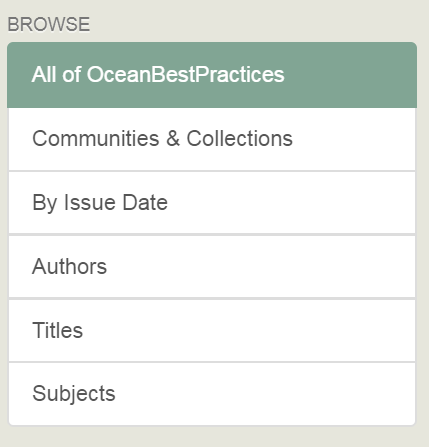 BROWSE
All of OceanBestPractices
Communities & Collections
By Issue Date
Authors
Titles
Subjects